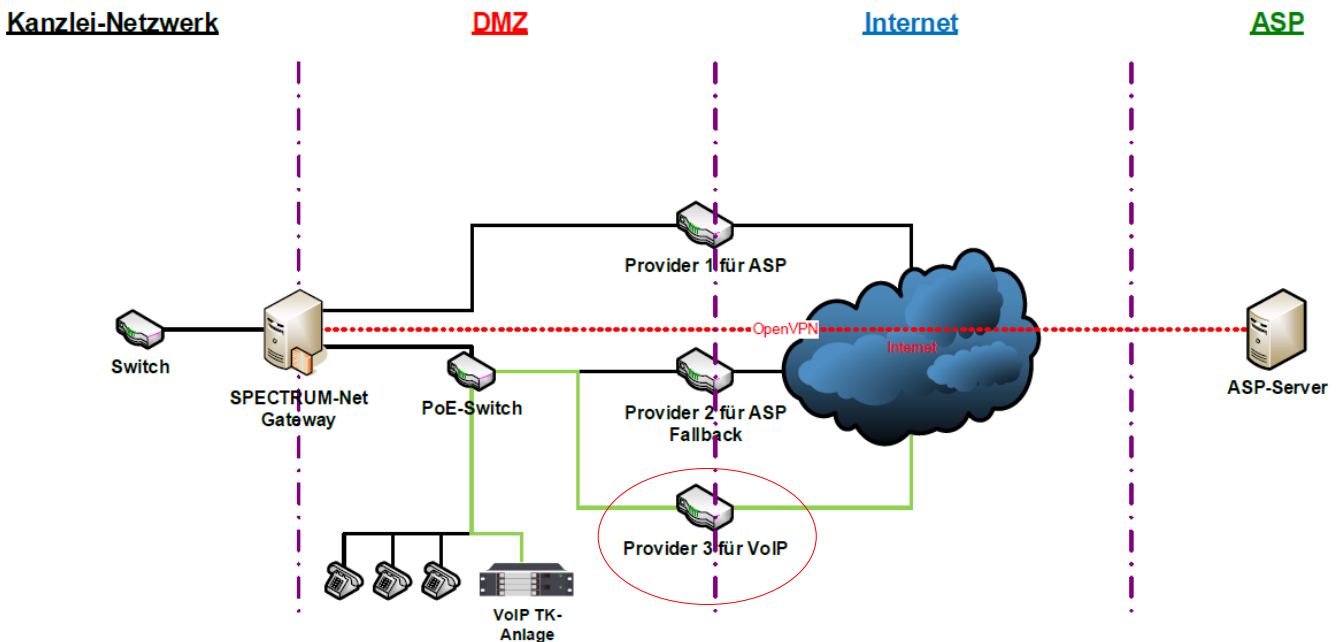 Kanzlei-Netzwerk
DMZ
Internet
ASP
Provider 1 für ASP
OpenVPN
Internet
Switch
SPECTRUM-Net
Gateway
PoE-Switch
Provider 2 für ASP
Fallback
ASP-Server
Provider 3 für VoIP
VoIP TK-
Anlage